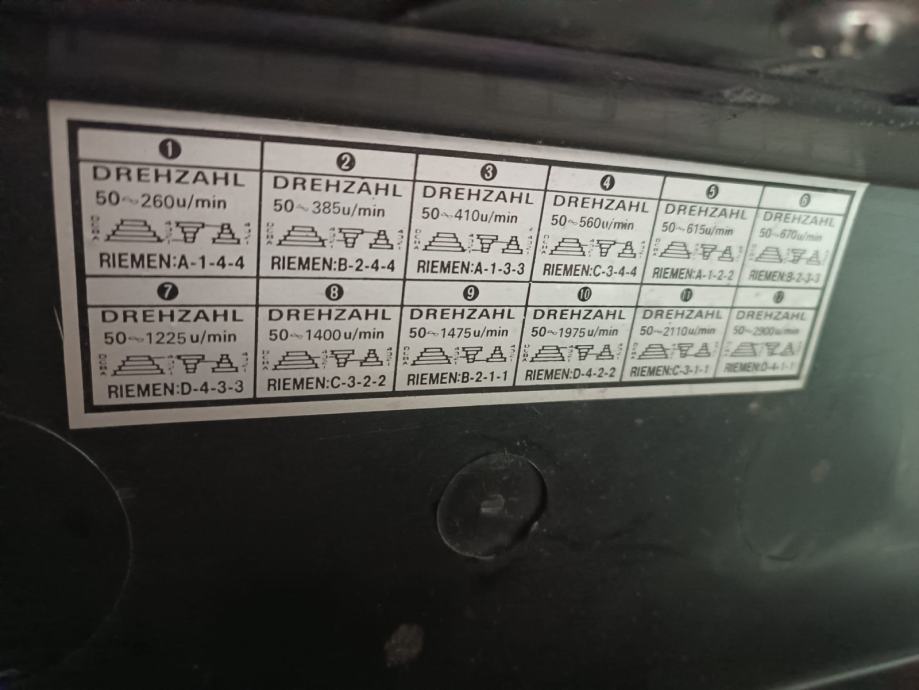 ❶
DREHZAHL
50~260u/min
D C B A
RIEMEN:A-1-4-4
❷
DREHZAHL
50~385u/min
D C B A
RIEMEN:B-2-4-4
❸
DREHZAHL
50~410u/min
D C B A
RIEMEN:A-1-3-3
❹
DREHZAHL
50~560u/min
RIEMEN:C-3-4-4
❺
DREHZAHL
50~615u/min
RIEMEN:A-1-2-2
❻
DREHZAHL
50~670u/min
RIEMEN:B-2-3-3
❼
DREHZAHL
50~1225u/min
D C B A
RIEMEN:D-4-3-3
❽
DREHZAHL
50~1400u/min
D C B A
RIEMEN:C-3-2-2
❾
DREHZAHL
50~1475u/min
D C B A
RIEMEN:B-2-1-1
❿
DREHZAHL
50~1975u/min
RIEMEN:D-4-2-2
⓫
DREHZAHL
50~2110u/min
RIEMEN:C-3-1-1
⓬
DREHZAHL
50~2900u/min
RIEMEN:D-4-1-1